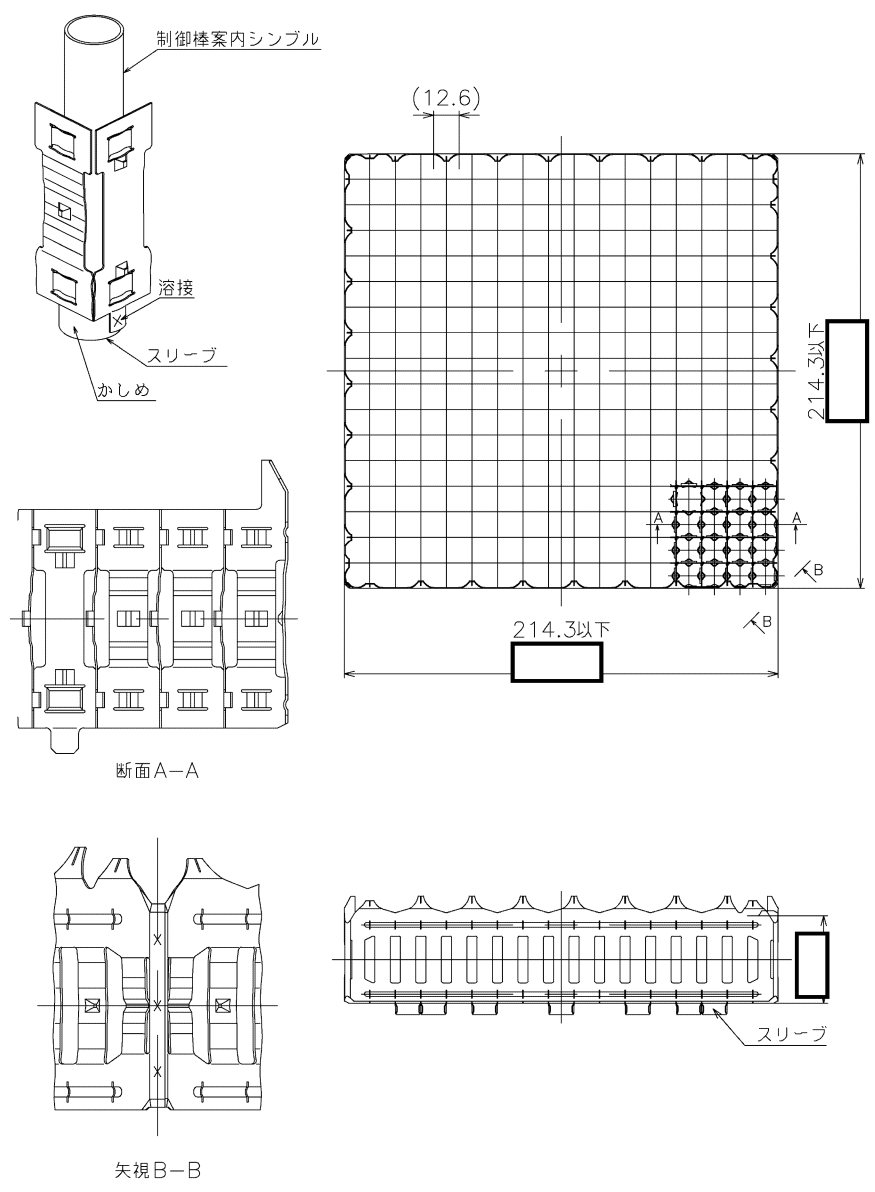 制御棒案内シンブル
(12.6)
溶接
スリーブ
かしめ
214.3以下
A
A
B
B
214.3以下
断面A−A
スリーブ
矢視B−B